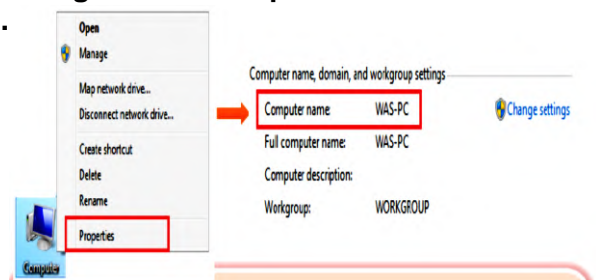 .
Open
Manage
Map network drive...
Disconnect network drive...
Create shortcut
Delete
Rename
Properties
Computer
Computer name, domain, and workgroup settings
Computer name: WAS-PC
Change settings
Full computer name: WAS-PC
Computer description:
Workgroup: WORKGROUP